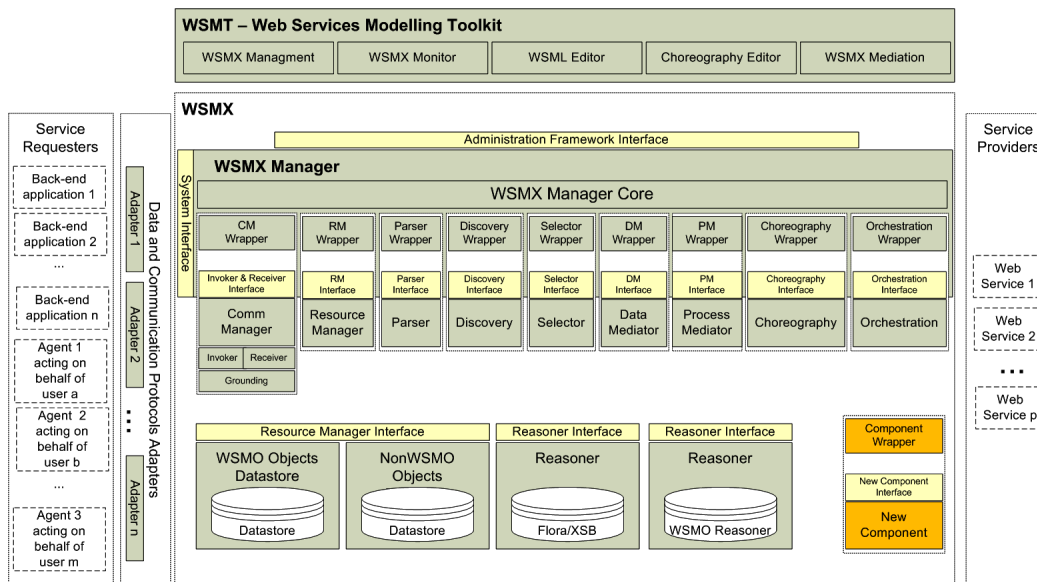 WSMT – Web Services Modelling Toolkit
WSMX Managment
WSMX Monitor
WSML Editor
Choreography Editor
WSMX Mediation
Service
Requesters
Back-end
application 1
Back-end
application 2
...
Back-end
application n
Agent 1
acting on
behalf of
user a
Agent 2
acting on
behalf of
user b
...
Agent 3
acting on
behalf of
user m
Adapter 1
Adapter 2
...
Adapter n
Data and Communication Protocols Adapters
WSMX
Administration Framework Interface
System Interface
WSMX Manager
WSMX Manager Core
CM
Wrapper
RM
Wrapper
Parser
Wrapper
Discovery
Wrapper
Selector
Wrapper
DM
Wrapper
PM
Wrapper
Choreography
Wrapper
Orchestration
Wrapper
Invoker & Receiver
Interface
RM
Interface
Parser
Interface
Discovery
Interface
Selector
Interface
DM
Interface
PM
Interface
Choreography
Interface
Orchestration
Interface
Comm
Manager
Resource
Manager
Parser
Discovery
Selector
Data
Mediator
Process
Mediator
Choreography
Orchestration
Invoker
Receiver
Grounding
Resource Manager Interface
Reasoner Interface
Reasoner Interface
WSMO Objects
Datastore
Datastore
NonWSMO
Objects
Datastore
Reasoner
Flora/XSB
Reasoner
WSMO Reasoner
Component
Wrapper
New Component
Interface
New
Component
Service
Providers
Web
Service 1
Web
Service 2
...
Web
Service p